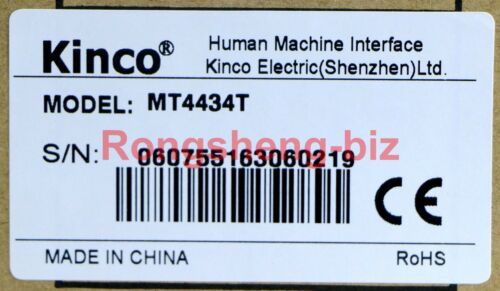 Kinco®
Human Machine Interface
Kinco Electric(Shenzhen)Ltd.
MODEL: MT4434T
Rongsheng-biz
S/N: 060755163060219
CE
MADE IN CHINA
RoHS